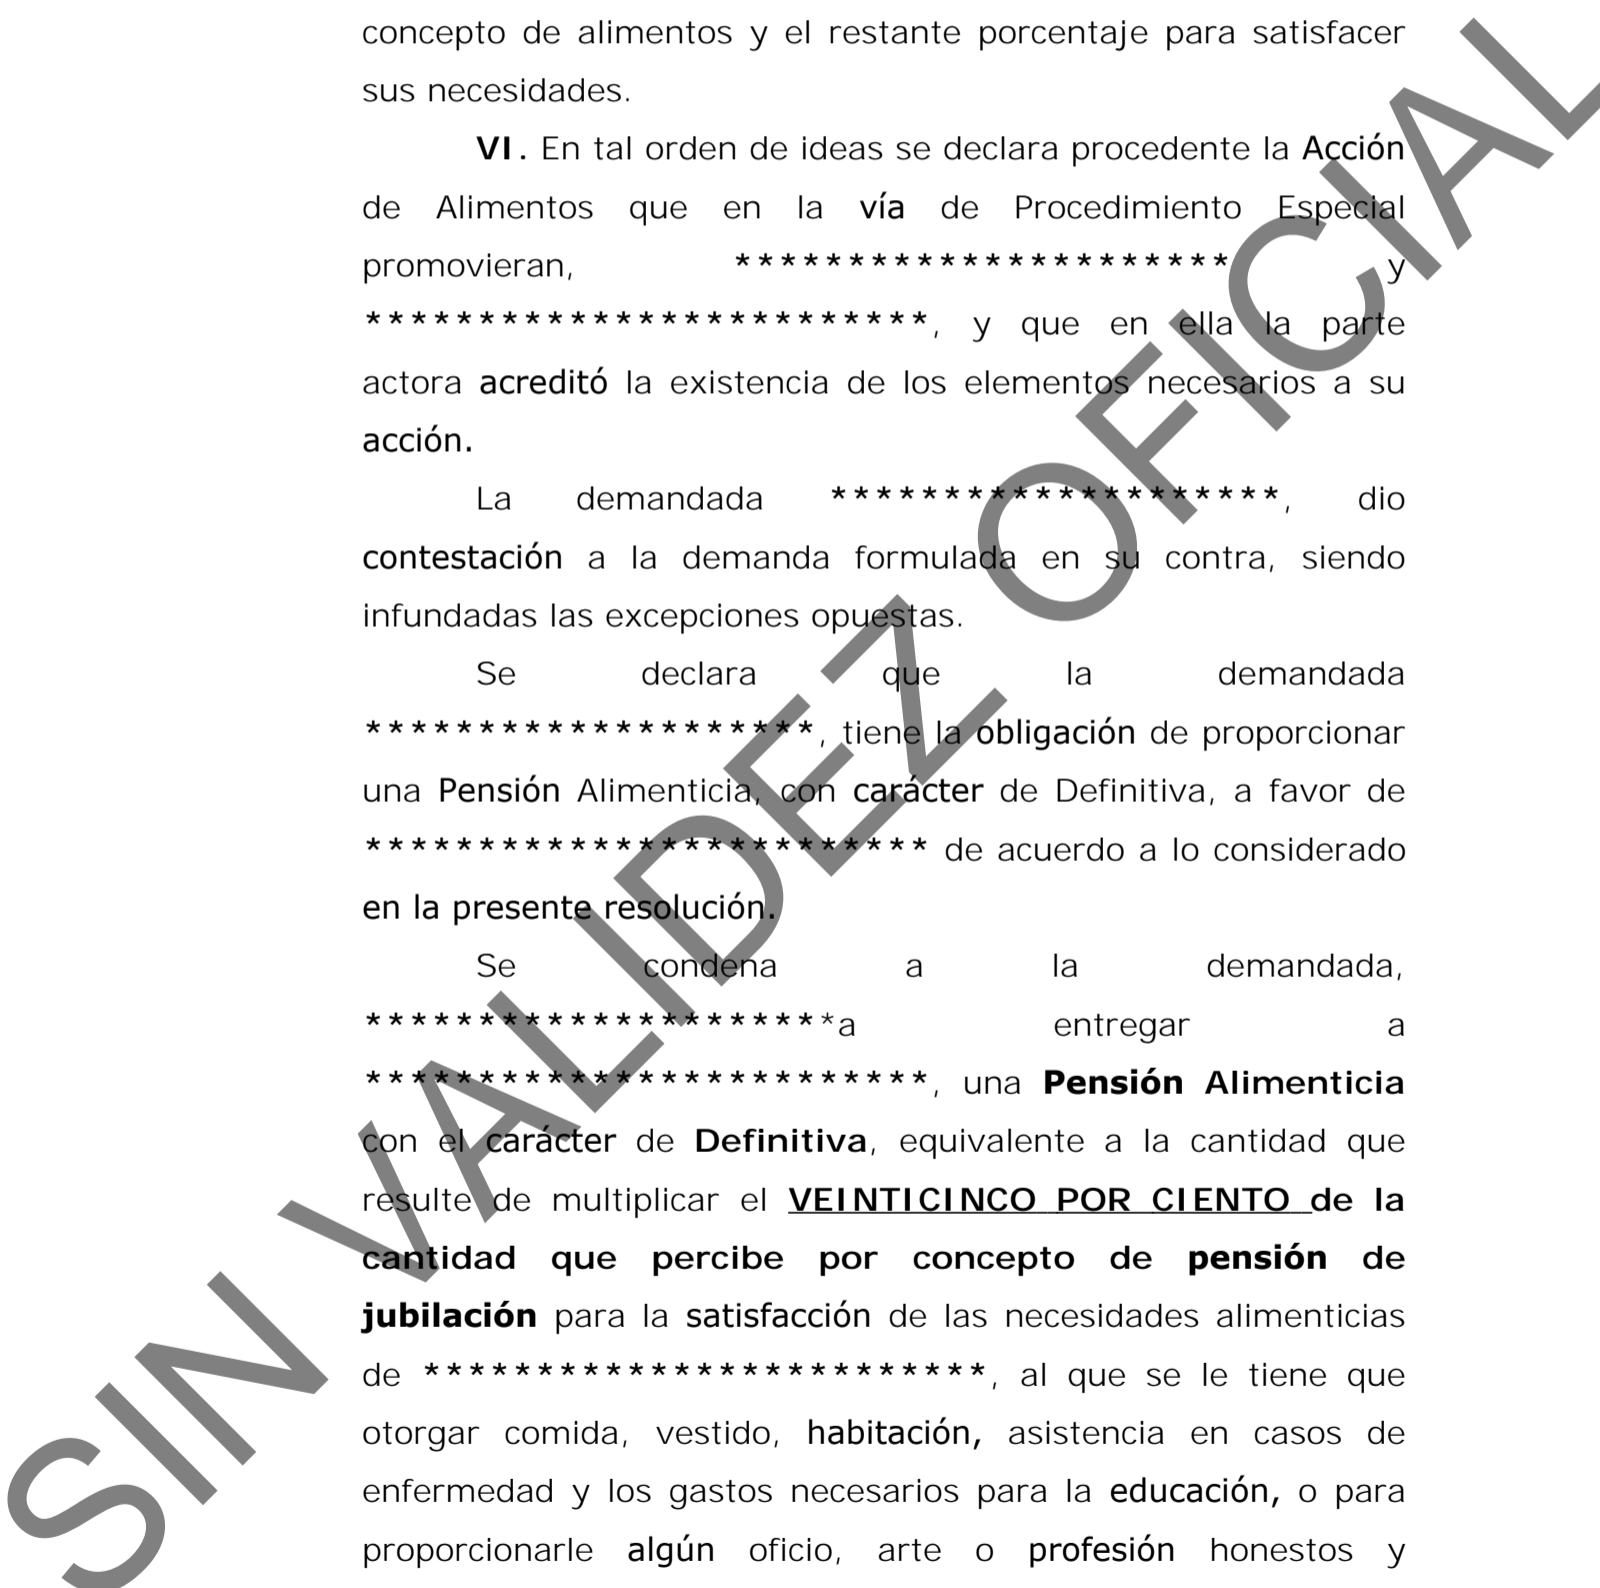 concepto de alimentos y el restante porcentaje para satisfacer
sus necesidades.
VI. En tal orden de ideas se declara procedente la Acción
de Alimentos que en la vía de Procedimiento Especial
promovieran, ********************** y
*************************, y que en ella la parte
actora acreditó la existencia de los elementos necesarios a su
acción.
La demandada ********************, dio
contestación a la demanda formulada en su contra, siendo
infundadas las excepciones opuestas.
Se declara que la demandada
********************, tiene la obligación de proporcionar
una Pensión Alimenticia, con carácter de Definitiva, a favor de
************************* de acuerdo a lo considerado
en la presente resolución.
Se condena a la demandada,
*********************a entregar a
*************************, una Pensión Alimenticia
con el carácter de Definitiva, equivalente a la cantidad que
resulte de multiplicar el VEINTICINCO POR CIENTO de la
cantidad que percibe por concepto de pensión de
jubilación para la satisfacción de las necesidades alimenticias
de *************************, al que se le tiene que
otorgar comida, vestido, habitación, asistencia en casos de
enfermedad y los gastos necesarios para la educación, o para
proporcionarle algún oficio, arte o profesión honestos y
SIN VALIDEZ OFICIAL